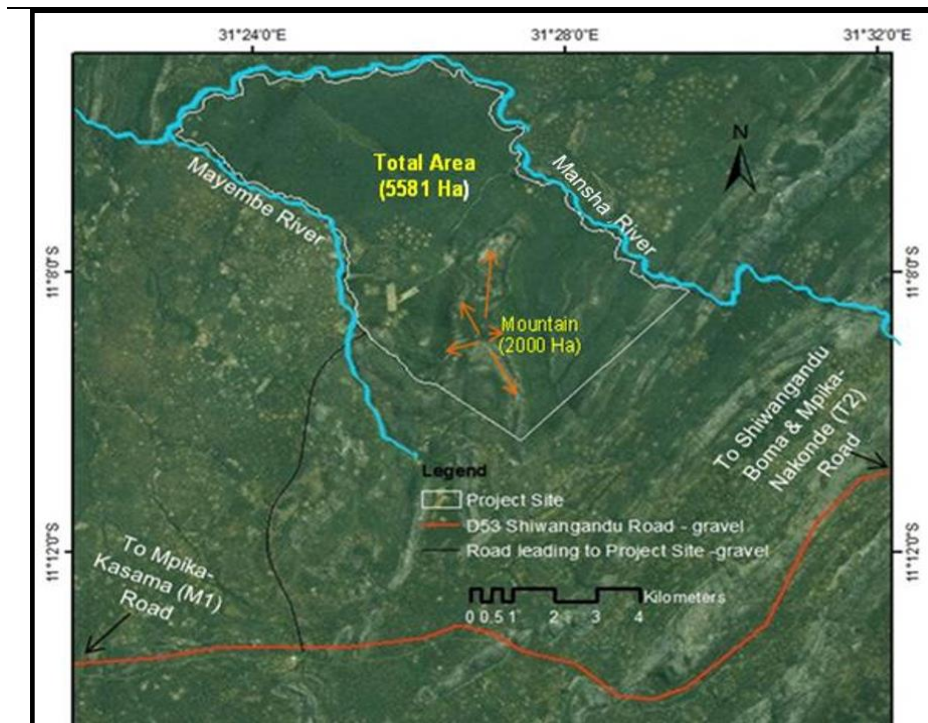 31°24'0"E
31°28'0"E
31°32'0"E
N
Total Area
(5581 Ha)
Mayembe River
Mansha River
11°8'0"S
11°8'0"S
Mountain
(2000 Ha)
To Shiwangandu
Boma & Mpika-
Nakonde (T2)
Road
Legend
Project Site
D53 Shiwangandu Road - gravel
Road leading to Project Site -gravel
11°12'0"S
11°12'0"S
To Mpika-
Kasama (M1)
Road
Kilometers
0 0.5 1 2 3 4